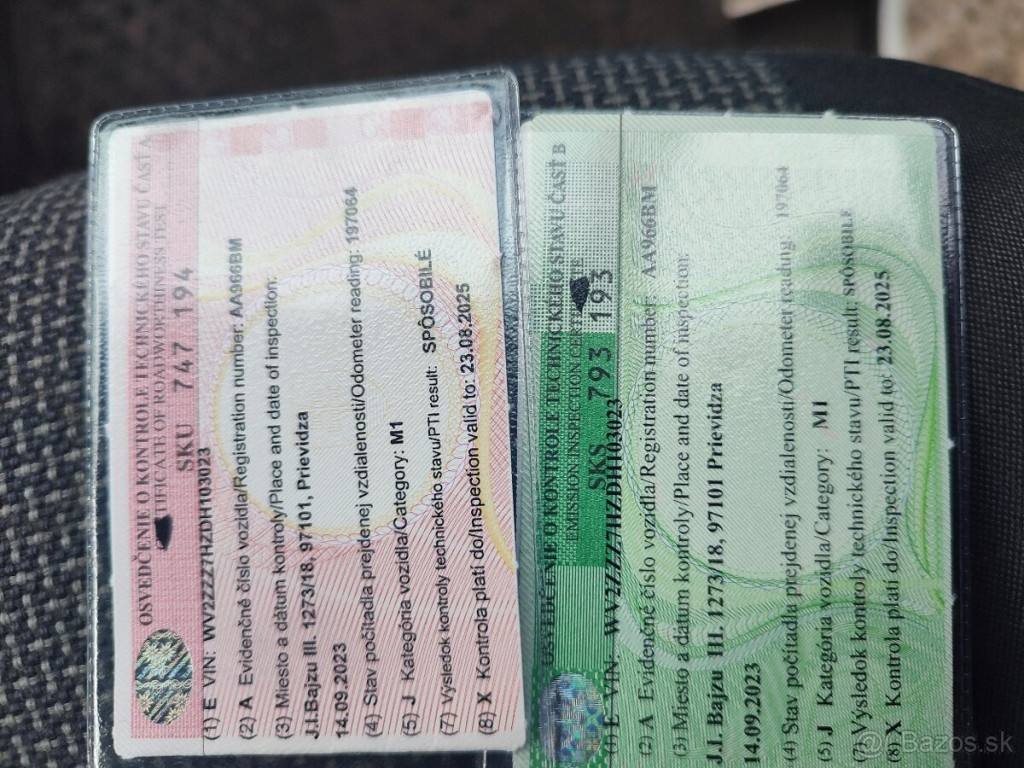 OSVEDČENIE O KONTROLE TECHNICKÉHO STAVU ČASŤ A
TIFICATE OF ROADWORTHINESS TEST
SKU 747 194
(1) E VIN: WV2ZZZ7HZDH103023
(2) A Evidenčné číslo vozidla/Registration number: AA966BM
(3) Miesto a dátum kontroly/Place and date of inspection:
J.I.Bajzu III. 1273/18, 97101, Prievidza
14.09.2023
(4) Stav počítadla prejdenej vzdialenosti/Odometer reading: 197064
(5) J Kategória vozidla/Category: M1
(7) Výsledok kontroly technického stavu/PTI result: SPÔSOBILÉ
(8) X Kontrola platí do/Inspection valid to: 23.08.2025
OSVEDČENIE O KONTROLE TECHNICKÉHO STAVU ČASŤ B
EMISSION INSPECTION
SKS 793 193
(1) E VIN: WV2ZZZ7HZDH103023
(2) A Evidenčné číslo vozidla/Registration number: AA966BM
(3) Miesto a dátum kontroly/Place and date of inspection:
J.I. Bajzu III. 1273/18, 97101 Prievidza
14.09.2023
(4) Stav počítadla prejdenej vzdialenosti/Odometer reading: 197064
(5) J Kategória vozidla/Category: M1
(7) Výsledok kontroly technického stavu/PTI result: SPÔSOBILÉ
(8) X Kontrola platí do/Inspection valid to: 23.08.2025
Bazos.sk